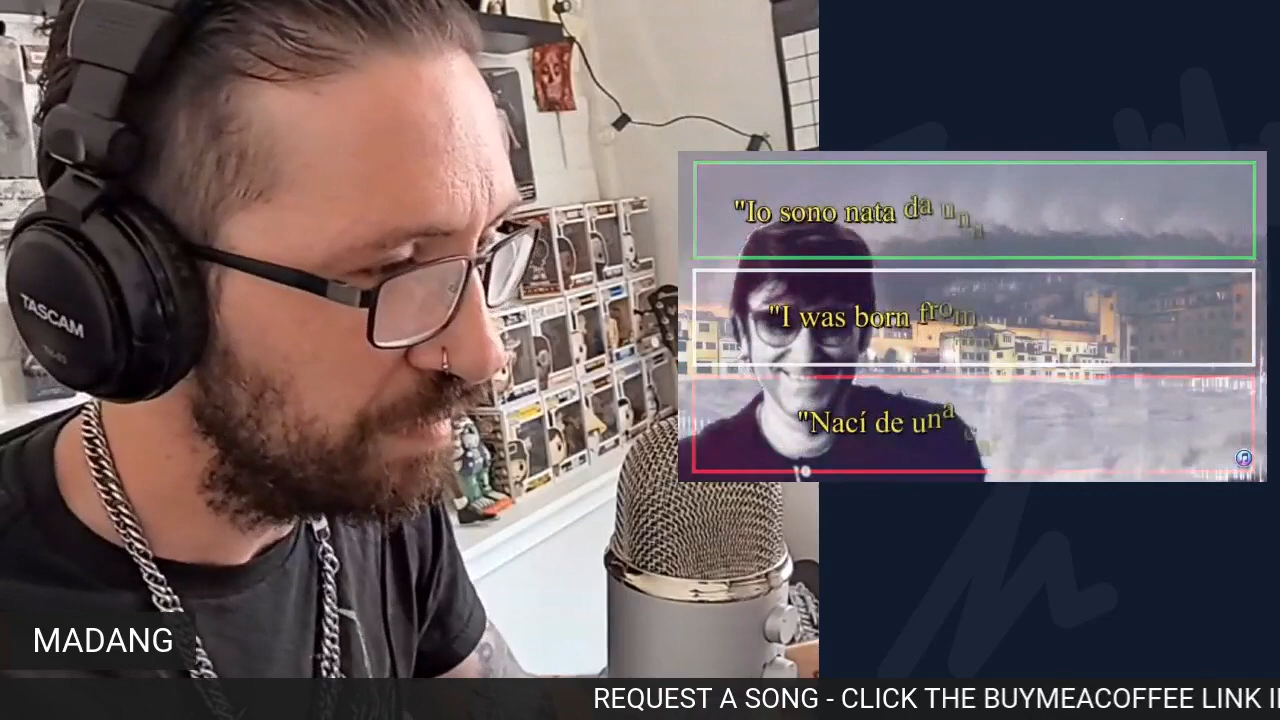 TASCAM
"Io sono nata da una
"I was born from
"Nací de una
MADANG
REQUEST A SONG - CLICK THE BUYMEACOFFEE LINK I